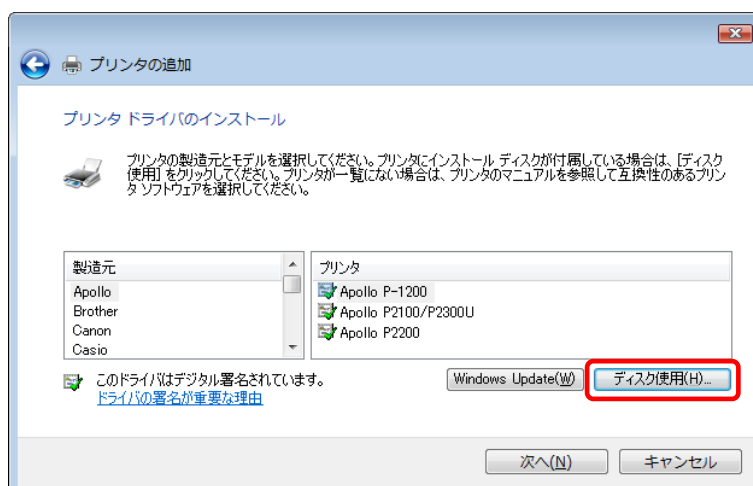 プリンタの追加
プリンタ ドライバのインストール
プリンタの製造元とモデルを選択してください。プリンタにインストール ディスクが付属している場合は、[ディスク
使用] をクリックしてください。プリンタが一覧にない場合は、プリンタのマニュアルを参照して互換性のあるプリン
タ ソフトウェアを選択してください。
製造元
Apollo
Brother
Canon
Casio
プリンタ
Apollo P-1200
Apollo P2100/P2300U
Apollo P2200
このドライバはデジタル署名されています。
ドライバの署名が重要な理由
Windows Update(W)
ディスク使用(H)...
次へ(N)
キャンセル